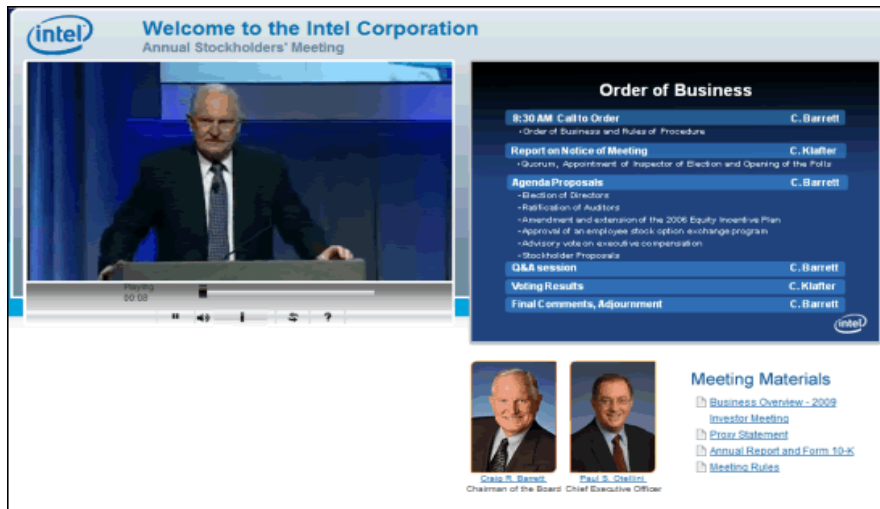 intel
Welcome to the Intel Corporation
Annual Stockholders' Meeting
Playing
00:08
?
Order of Business
8:30 AM Call to Order C. Barrett
•Order of Business and Rules of Procedure
Report on Notice of Meeting C. Klafter
•Quorum, Appointment of Inspector of Election and Opening of the Polls
Agenda Proposals C. Barrett
•Election of Directors
•Ratification of Auditors
•Amendment and extension of the 2006 Equity Incentive Plan
•Approval of an employee stock option exchange program
•Advisory vote on executive compensation
•Stockholder Proposals
Q&A session C. Barrett
Voting Results C. Klafter
Final Comments, Adjournment C. Barrett
intel
Craig R. Barrett
Chairman of the Board
Paul S. Otellini
Chief Executive Officer
Meeting Materials
Business Overview - 2009
Investor Meeting
Proxy Statement
Annual Report and Form 10-K
Meeting Rules